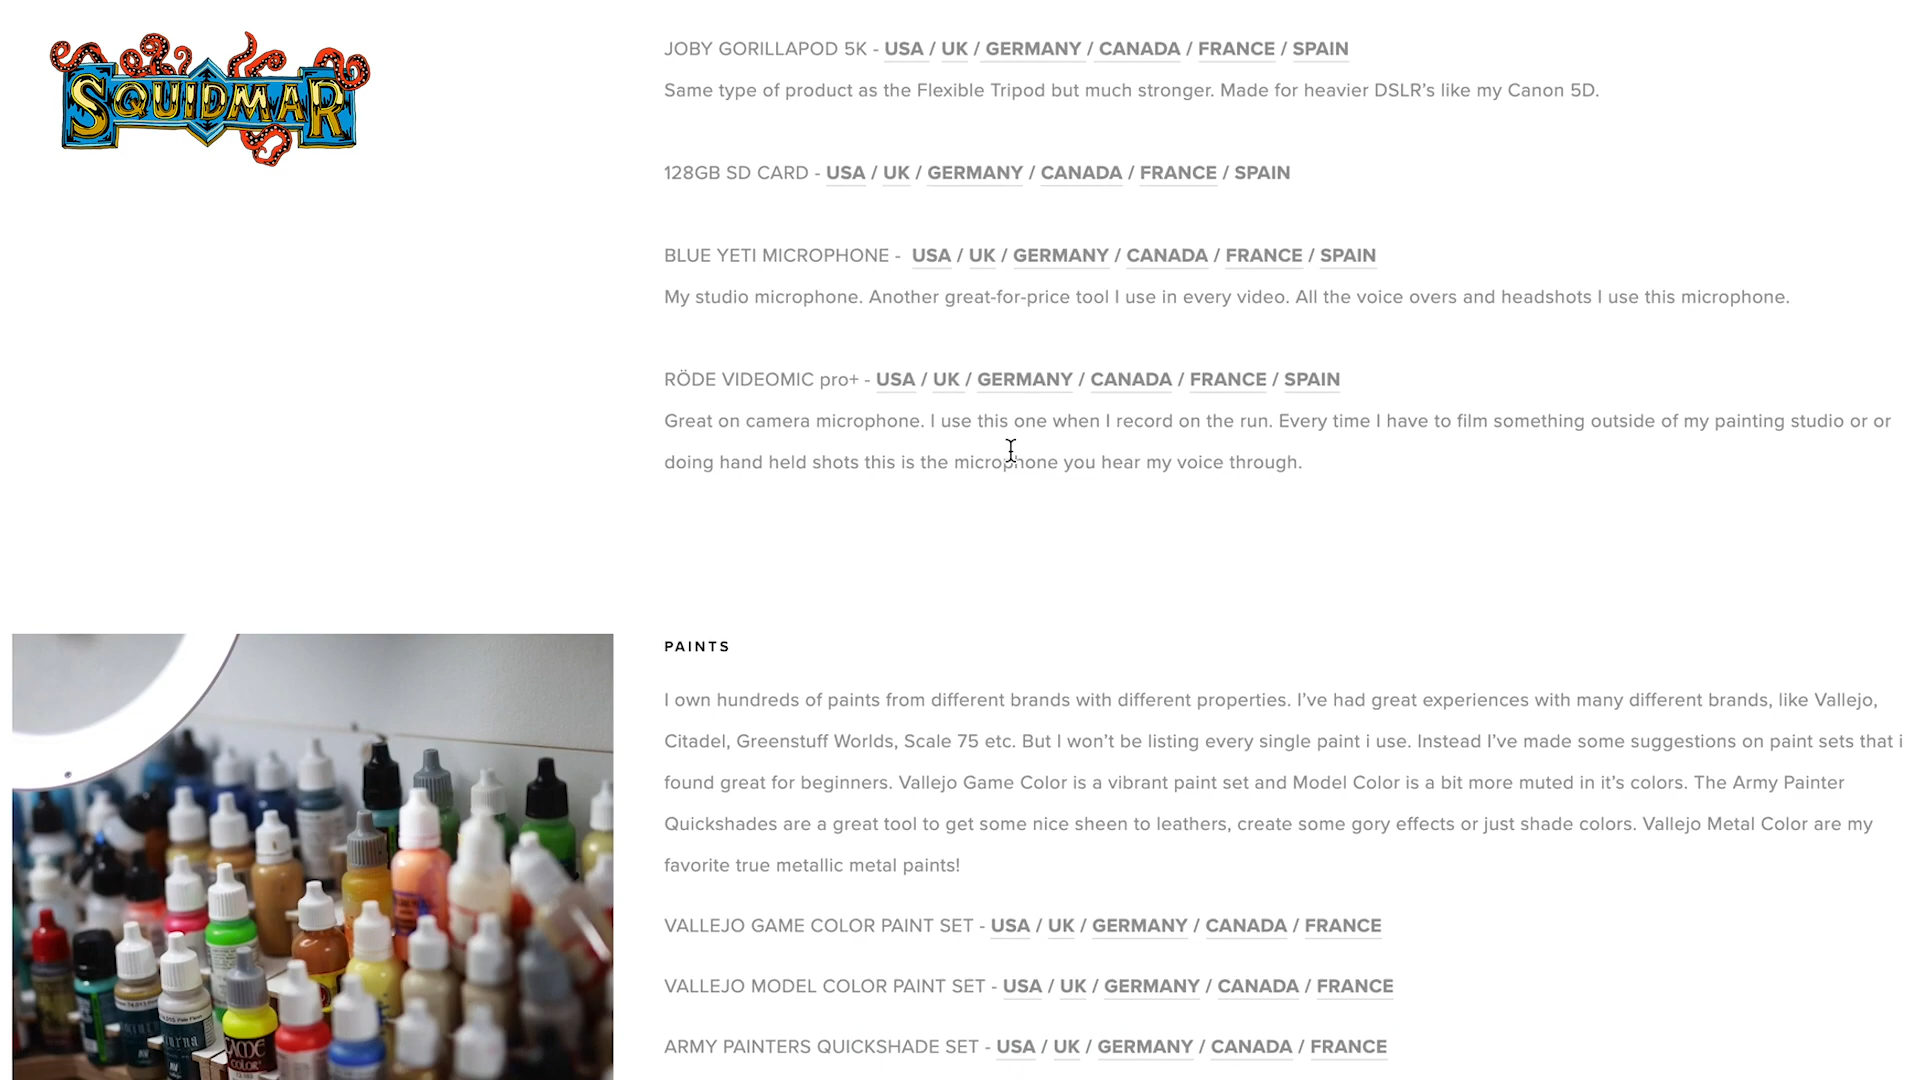 SQUIDMAR
JOBY GORILLAPOD 5K - USA / UK / GERMANY / CANADA / FRANCE / SPAIN
Same type of product as the Flexible Tripod but much stronger. Made for heavier DSLR’s like my Canon 5D.
128GB SD CARD - USA / UK / GERMANY / CANADA / FRANCE / SPAIN
BLUE YETI MICROPHONE - USA / UK / GERMANY / CANADA / FRANCE / SPAIN
My studio microphone. Another great-for-price tool I use in every video. All the voice overs and headshots I use this microphone.
RÖDE VIDEOMIC pro+ - USA / UK / GERMANY / CANADA / FRANCE / SPAIN
Great on camera microphone. I use this one when I record on the run. Every time I have to film something outside of my painting studio or or
doing hand held shots this is the microphone you hear my voice through.
PAINTS
I own hundreds of paints from different brands with different properties. I’ve had great experiences with many different brands, like Vallejo,
Citadel, Greenstuff Worlds, Scale 75 etc. But I won’t be listing every single paint i use. Instead I’ve made some suggestions on paint sets that i
found great for beginners. Vallejo Game Color is a vibrant paint set and Model Color is a bit more muted in it’s colors. The Army Painter
Quickshades are a great tool to get some nice sheen to leathers, create some gory effects or just shade colors. Vallejo Metal Color are my
favorite true metallic metal paints!
VALLEJO GAME COLOR PAINT SET - USA / UK / GERMANY / CANADA / FRANCE
VALLEJO MODEL COLOR PAINT SET - USA / UK / GERMANY / CANADA / FRANCE
ARMY PAINTERS QUICKSHADE SET - USA / UK / GERMANY / CANADA / FRANCE
GAME
COLOR